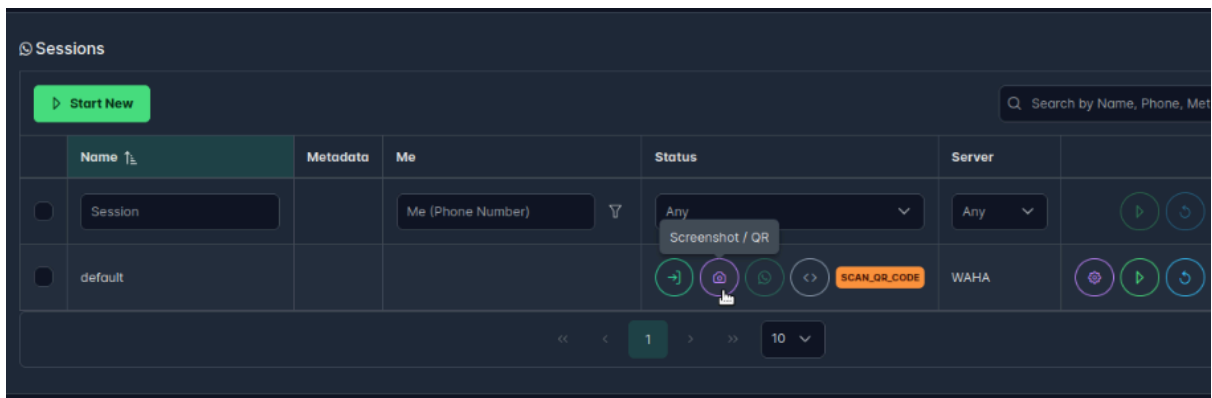 Sessions
Start New
Search by Name, Phone, Met
Name Metadata Me Status Server
Session Me (Phone Number) Any Any
Screenshot / QR
default SCAN_QR_CODE WAHA
1 10